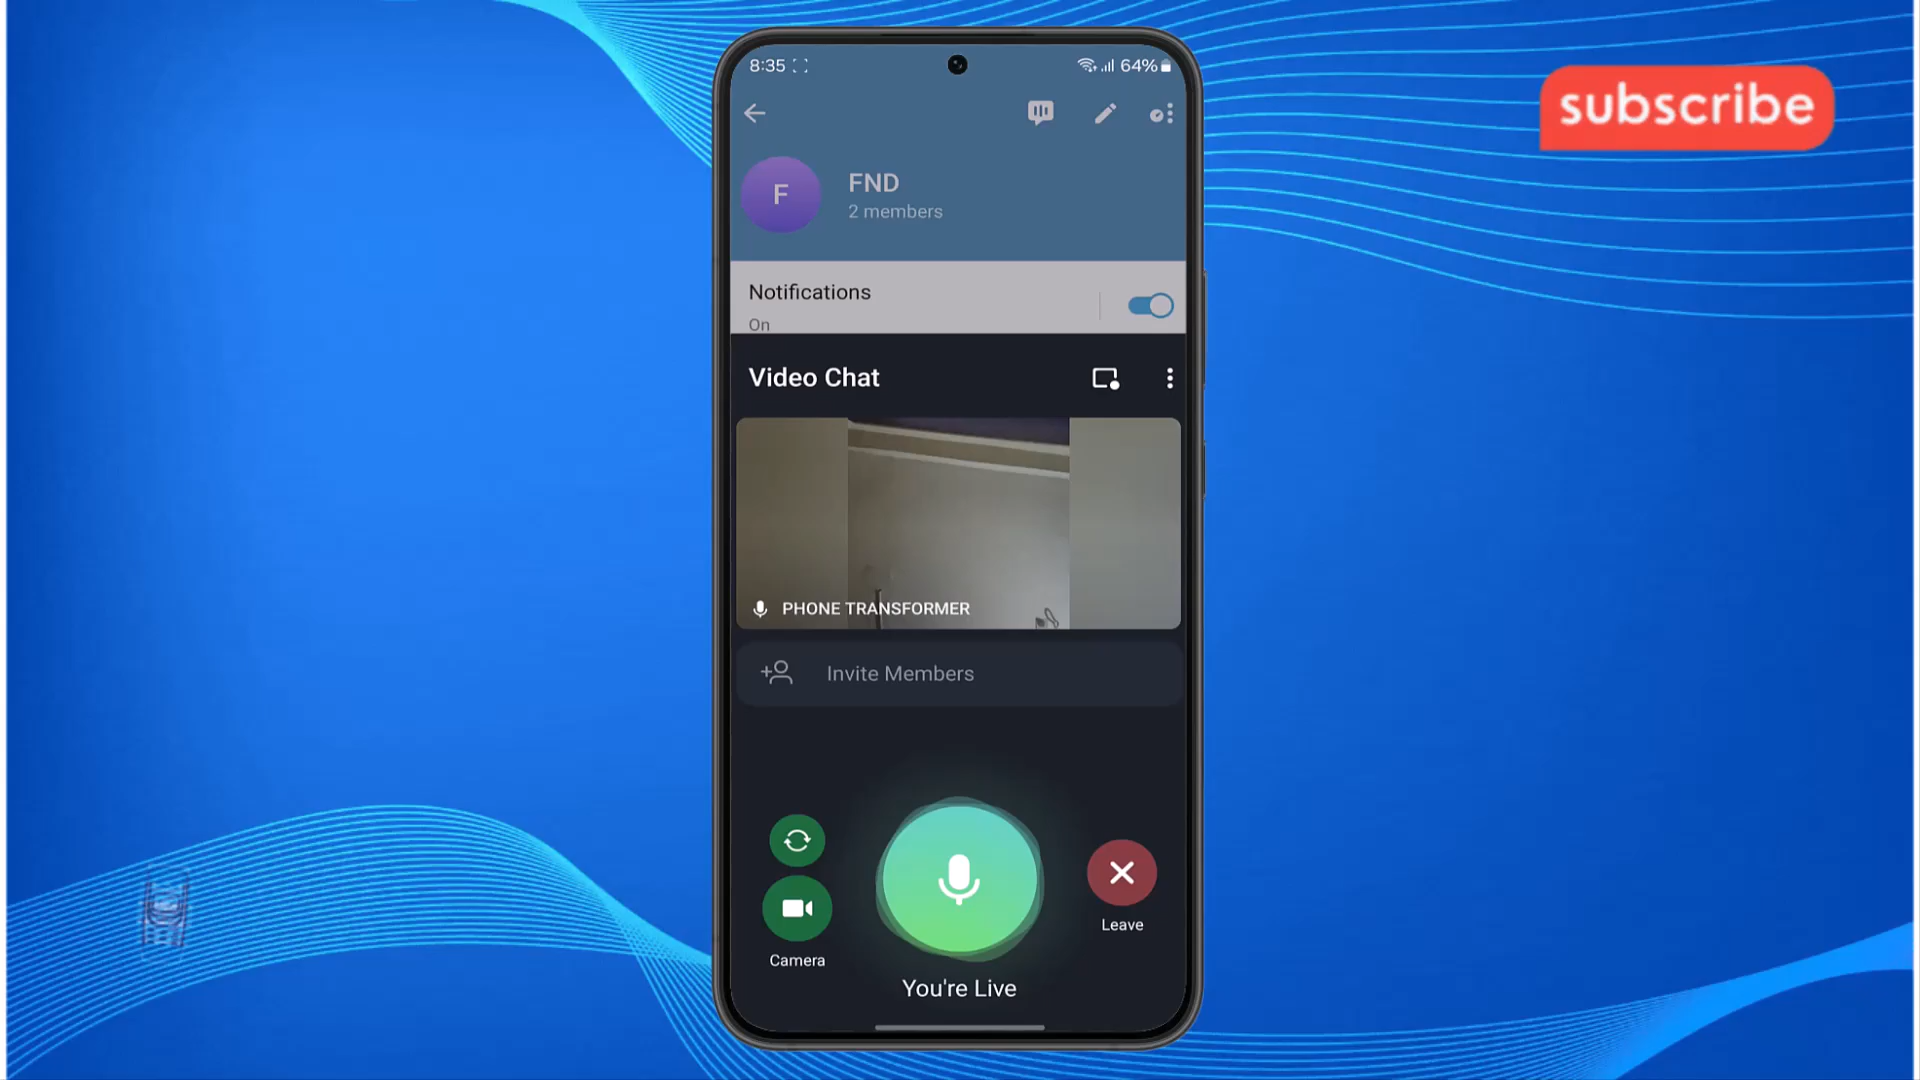 subscribe
8:35
64%
F
FND
2 members
Notifications
On
Video Chat
PHONE TRANSFORMER
Invite Members
Leave
Camera
You're Live